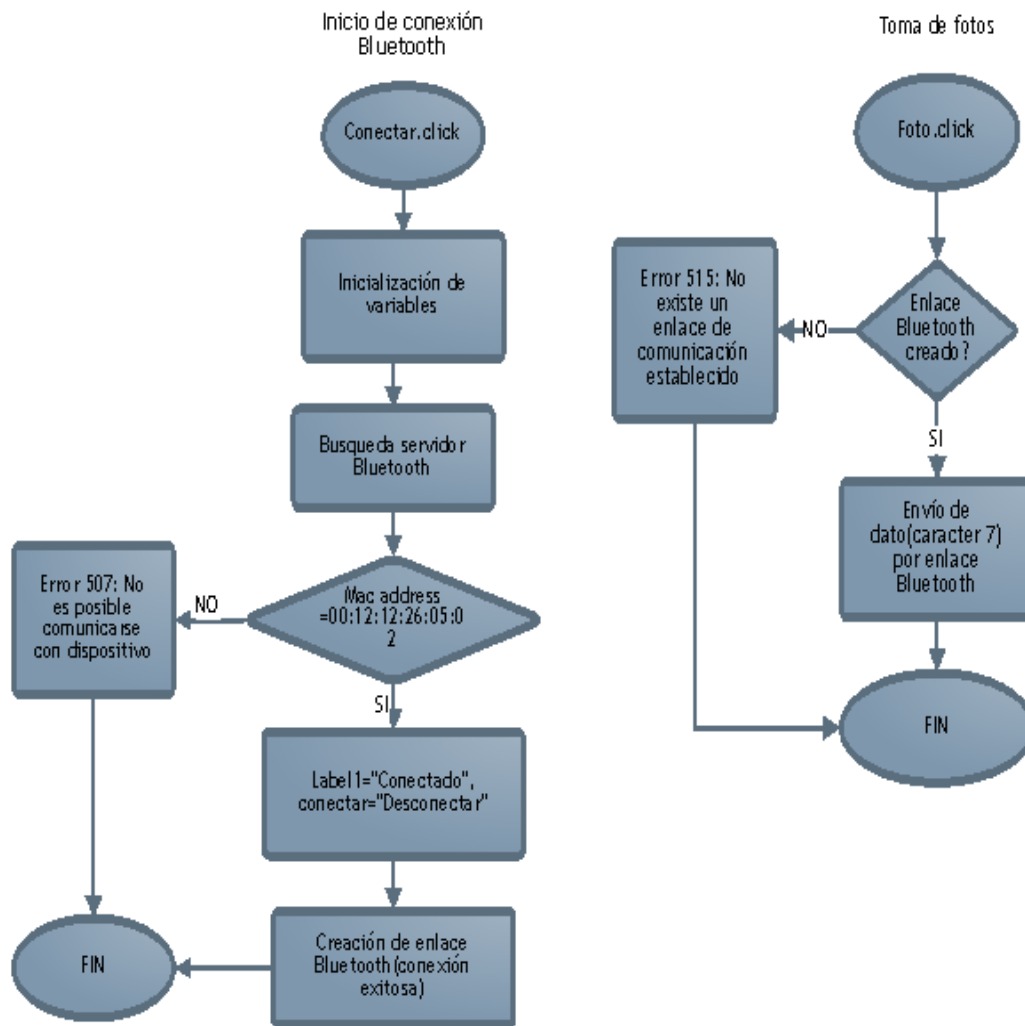 Inicio de conexión
Bluetooth
Conectar.click
Inicialización de
variables
Busqueda servidor
Bluetooth
Mac address
=00:12:12:26:05:0
2
NO
Error 507: No
es posible
comunicarse
con dispositivo
SI
Label1="Conectado",
conectar="Desconectar"
Creación de enlace
Bluetooth(conexión
exitosa)
FIN
Toma de fotos
Foto.click
Enlace
Bluetooth
creado?
NO
Error 515: No
existe un
enlace de
comunicación
establecido
SI
Envío de
dato(caracter 7)
por enlace
Bluetooth
FIN